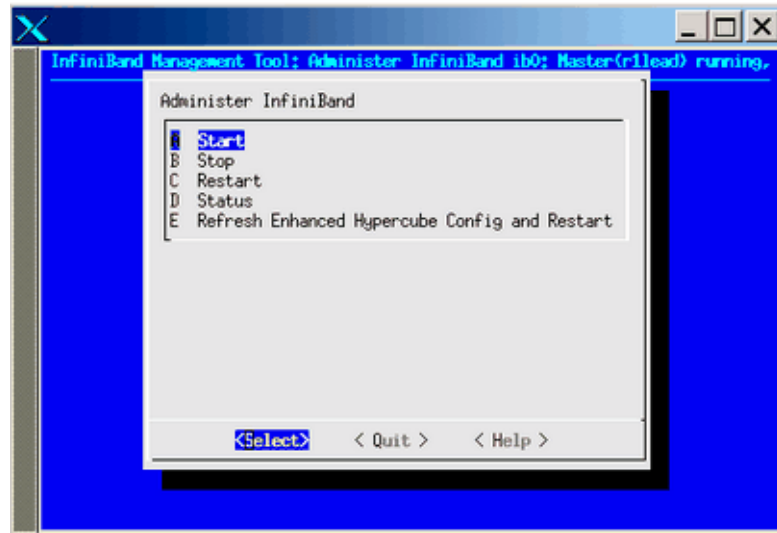 InfiniBand Management Tool; Administer InfiniBand ib0; Master(r1lead) running,
Administer InfiniBand
A Start
B Stop
C Restart
D Status
E Refresh Enhanced Hypercube Config and Restart
<Select> < Quit > < Help >